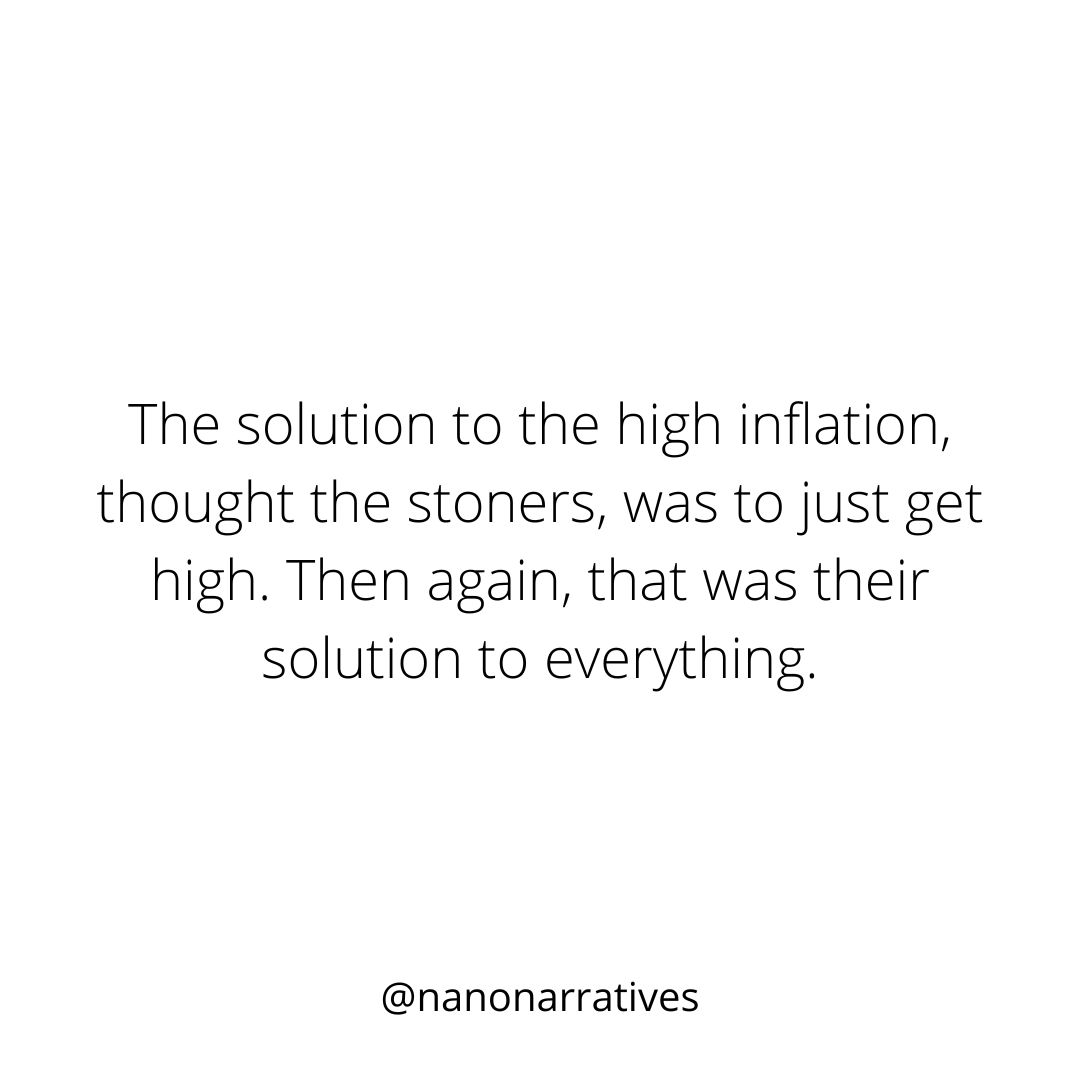 The solution to the high inflation,
thought the stoners, was to just get
high. Then again, that was their
solution to everything.
@nanonarratives